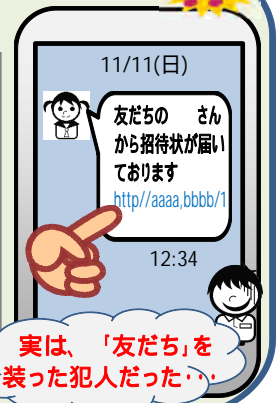 11/11(日)
友だちの　　さん
から招待状が届い
ております
http//aaaa,bbbb/1
12:34
実は、「友だち」を
装った犯人だった・・・